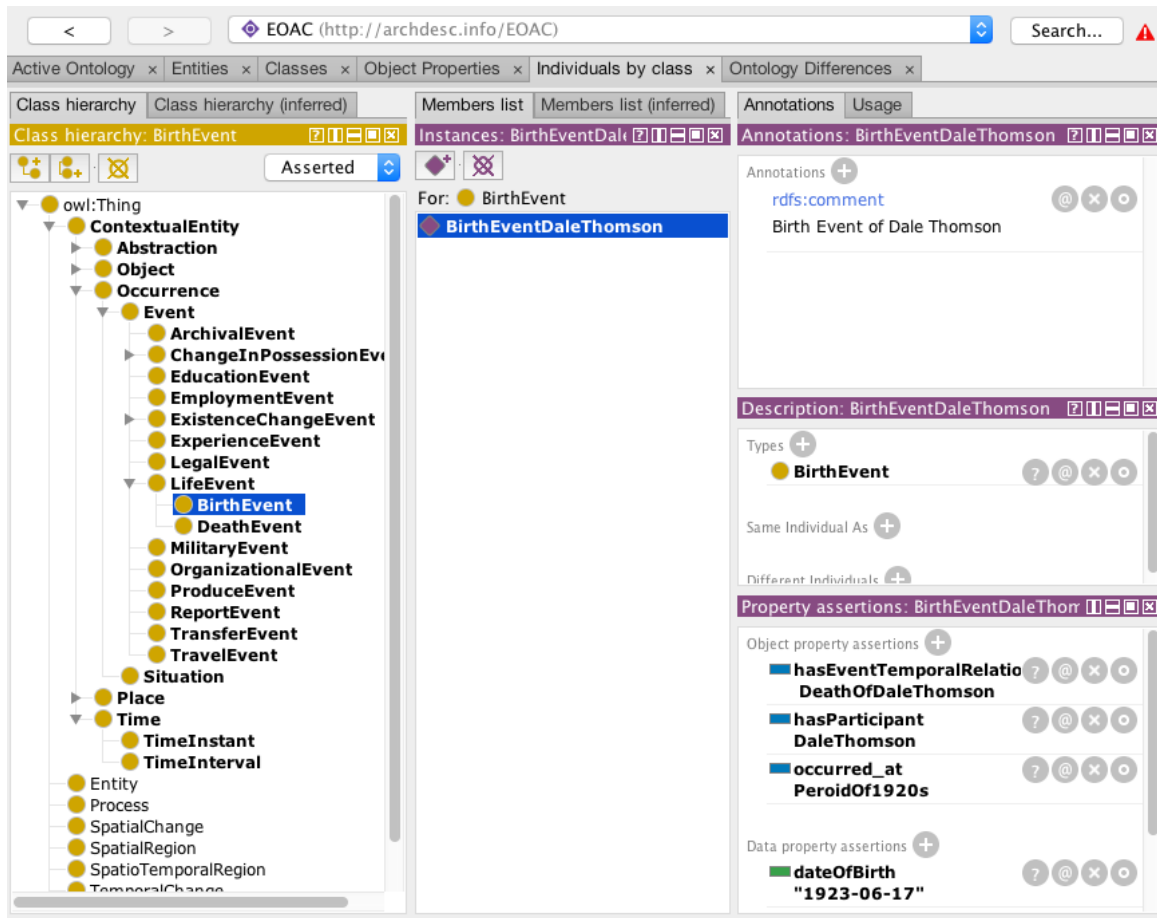 <
>
EOAC (http://archdesc.info/EOAC)
Search...
Active Ontology × Entities × Classes × Object Properties × Individuals by class × Ontology Differences ×
Class hierarchy Class hierarchy (inferred)
Class hierarchy: BirthEvent
Asserted
owl:Thing
ContextualEntity
Abstraction
Object
Occurrence
Event
ArchivalEvent
ChangeInPossessionEve
EducationEvent
EmploymentEvent
ExistenceChangeEvent
ExperienceEvent
LegalEvent
LifeEvent
BirthEvent
DeathEvent
MilitaryEvent
OrganizationalEvent
ProduceEvent
ReportEvent
TransferEvent
TravelEvent
Situation
Place
Time
TimeInstant
TimeInterval
Entity
Process
SpatialChange
SpatialRegion
SpatioTemporalRegion
TemporalChange
Members list Members list (inferred)
Instances: BirthEventDale
For: BirthEvent
BirthEventDaleThomson
Annotations Usage
Annotations: BirthEventDaleThomson
Annotations
rdfs:comment
Birth Event of Dale Thomson
Description: BirthEventDaleThomson
Types
BirthEvent
Same Individual As
Different Individuals
Property assertions: BirthEventDaleThom
Object property assertions
hasEventTemporalRelatio
DeathOfDaleThomson
hasParticipant
DaleThomson
occurred_at
PeroidOf1920s
Data property assertions
dateOfBirth
"1923-06-17"